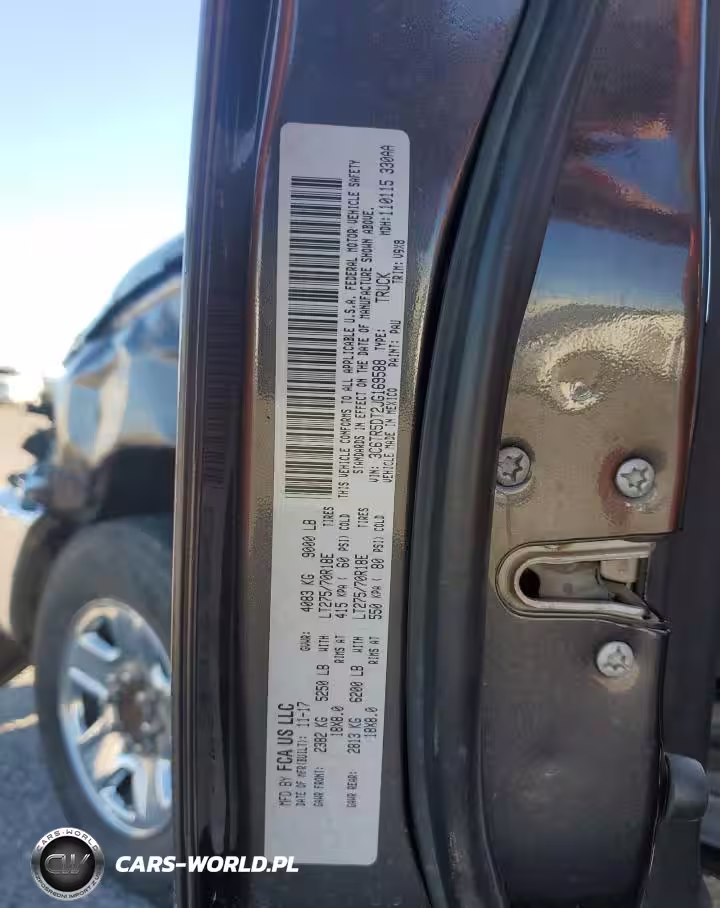 MFD BY FCA US LLC
DATE OF MFR(BUILT): 11-17 GVWR: 4083 KG 9000 LB
GAWR FRONT: 2382 KG 5250 LB WITH LT275/70R18E TIRES
18X8.0 RIMS AT 415 KPA ( 60 PSI) COLD
GAWR REAR: 2813 KG 6200 LB WITH LT275/70R18E TIRES
18X8.0 RIMS AT 550 KPA ( 80 PSI) COLD
THIS VEHICLE CONFORMS TO ALL APPLICABLE U.S.A. FEDERAL MOTOR VEHICLE SAFETY
STANDARDS IN EFFECT ON THE DATE OF MANUFACTURE SHOWN ABOVE.
VIN: 3C6TR5DT2JG169588 TYPE: TRUCK MDH: 110115 330AA
VEHICLE MADE IN MEXICO PAINT: PAU TRIM: V9X8
CARS-WORLD
CW
CARS-WORLD.PL